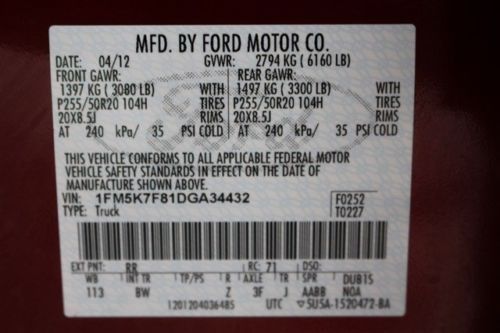 MFD. BY FORD MOTOR CO.
DATE: 04/12 GVWR: 2794 KG ( 6160 LB)
FRONT GAWR: REAR GAWR:
1397 KG ( 3080 LB) WITH 1497 KG ( 3300 LB) WITH
P255/50R20 104H TIRES P255/50R20 104H TIRES
20X8.5J RIMS 20X8.5J RIMS
AT 240 kPa/ 35 PSI COLD AT 240 kPa/ 35 PSI COLD
THIS VEHICLE CONFORMS TO ALL APPLICABLE FEDERAL MOTOR
VEHICLE SAFETY STANDARDS IN EFFECT ON THE DATE OF
MANUFACTURE SHOWN ABOVE.
VIN: 1FM5K7F81DGA34432 F0252
TYPE: Truck T0227
EXT PNT: RR RC: 71 DSO:
WB INT TR TP/PS R AXLE TR SPR DUBIS
113 BW Z 3F J AABB NOA
1201204036485 UTC 5USA-1520472-BA